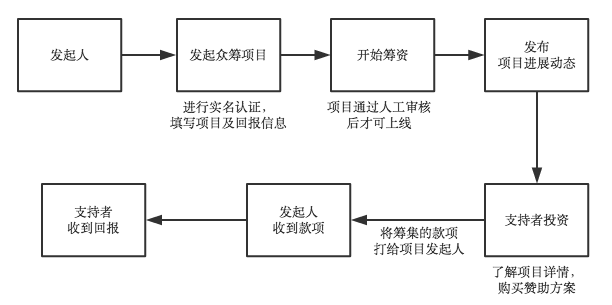 发起人
发起众筹项目
进行实名认证，
填写项目及回报信息
开始筹资
项目通过人工审核
后才可上线
发布
项目进展动态
支持者投资
了解项目详情，
购买赞助方案
将筹集的款项
打给项目发起人
发起人
收到款项
支持者
收到回报